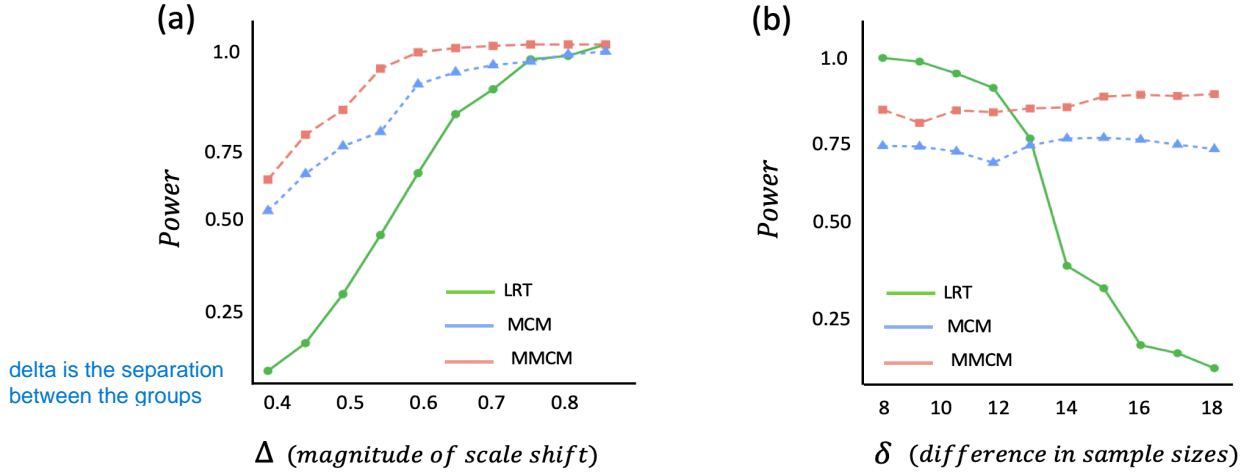 (a)
1.0
0.75
0.50
0.25
Power
LRT
MCM
MMCM
0.4 0.5 0.6 0.7 0.8
Δ (magnitude of scale shift)
delta is the separation
between the groups
(b)
1.0
0.75
0.50
0.25
Power
LRT
MCM
MMCM
8 10 12 14 16 18
δ (difference in sample sizes)